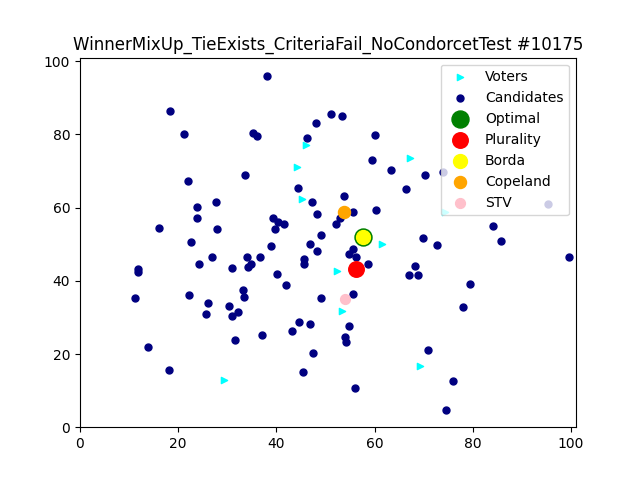 WinnerMixUp_TieExists_CriteriaFail_NoCondorcetTest #10175
100
80
60
40
20
0
0 20 40 60 80 100
Voters
Candidates
Optimal
Plurality
Borda
Copeland
STV